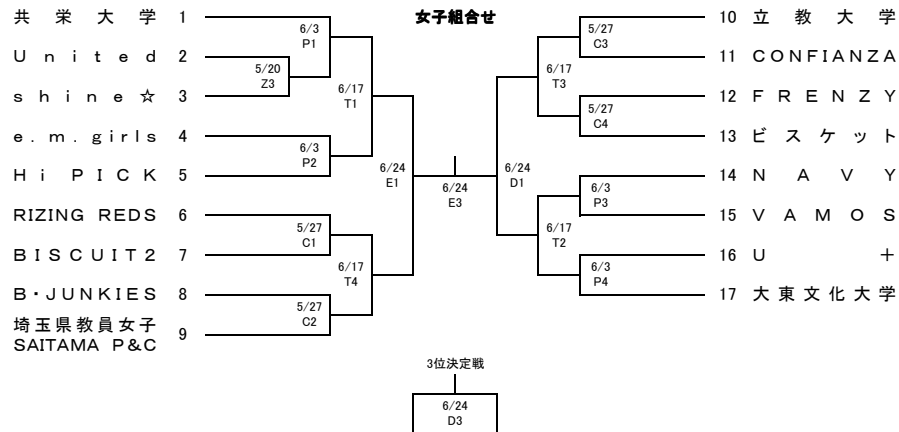 女子組合せ
共栄大学 1
United 2
shine☆ 3
e.m.girls 4
Hi PICK 5
RIZING REDS 6
BISCUIT2 7
B・JUNKIES 8
埼玉県教員女子
SAITAMA P&C 9
6/3
P1
5/20
Z3
6/17
T1
6/3
P2
6/24
E1
5/27
C1
6/17
T4
5/27
C2
6/24
E3
6/24
D1
5/27
C3
6/17
T3
5/27
C4
6/3
P3
6/17
T2
6/3
P4
10 立教大学
11 CONFIANZA
12 FRENZY
13 ビスケット
14 NAVY
15 VAMOS
16 U+
17 大東文化大学
3位決定戦
6/24
D3